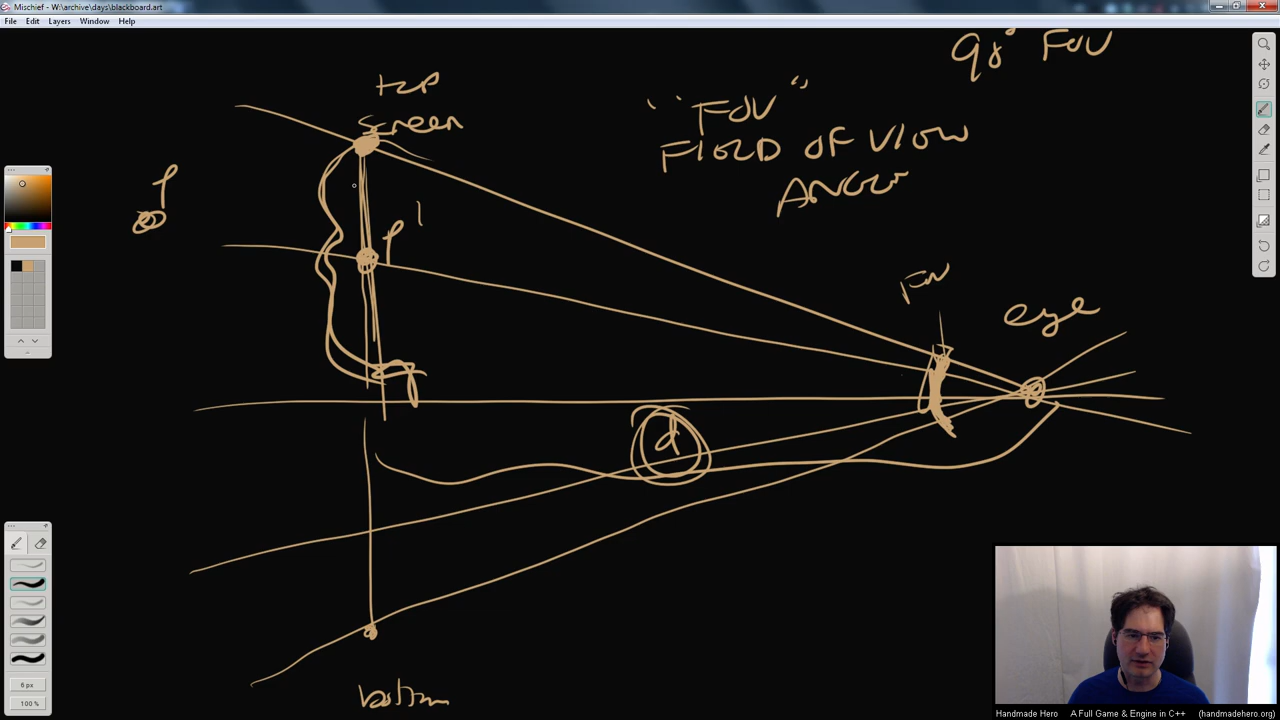 Mischief - W:\archive\days\blackboard.art
File Edit Layers Window Help
90° FOV
top
screen
"FOV"
FIELD OF VIEW
ANGLE
P
P'
FOV
eye
d
bottom
6 px
100 %
Handmade Hero A Full Game & Engine in C++ (handmadehero.org)